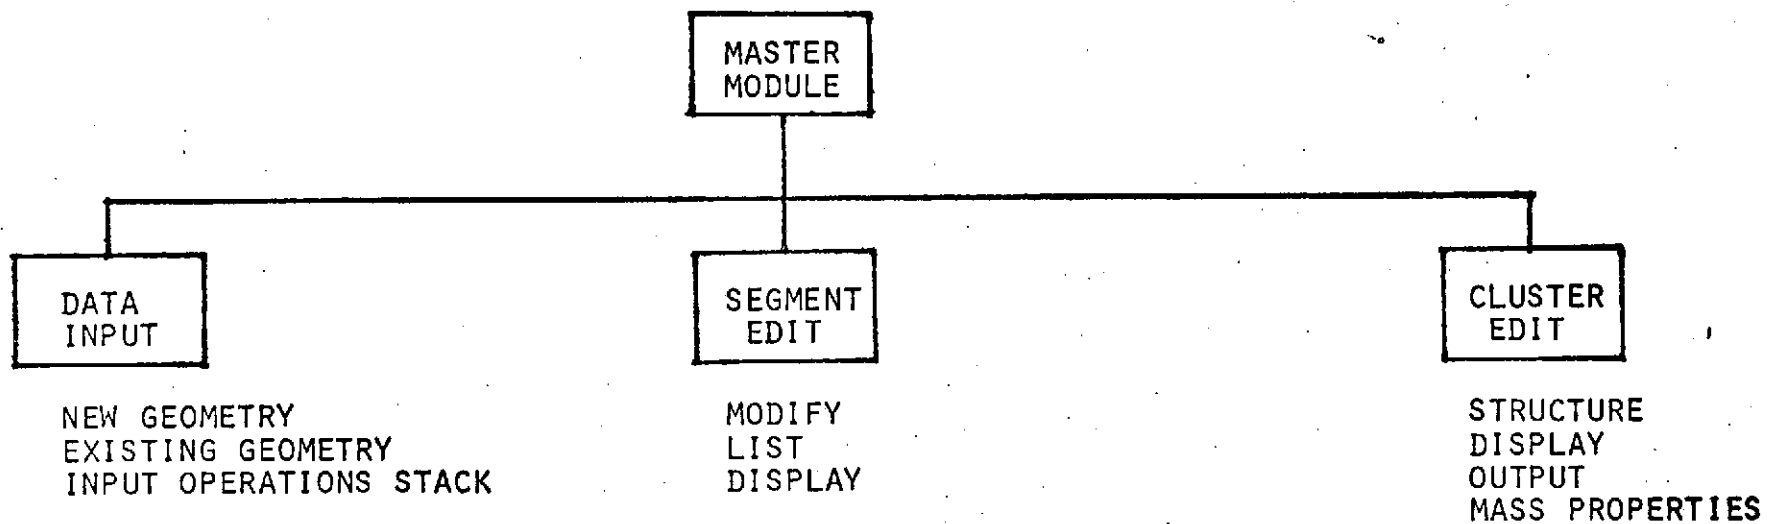 MASTER
MODULE
DATA
INPUT
NEW GEOMETRY
EXISTING GEOMETRY
INPUT OPERATIONS STACK
SEGMENT
EDIT
MODIFY
LIST
DISPLAY
CLUSTER
EDIT
STRUCTURE
DISPLAY
OUTPUT
MASS PROPERTIES